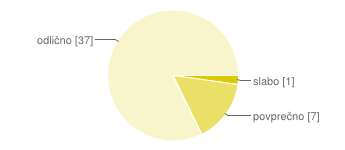 odlično [37]
slabo [1]
povprečno [7]